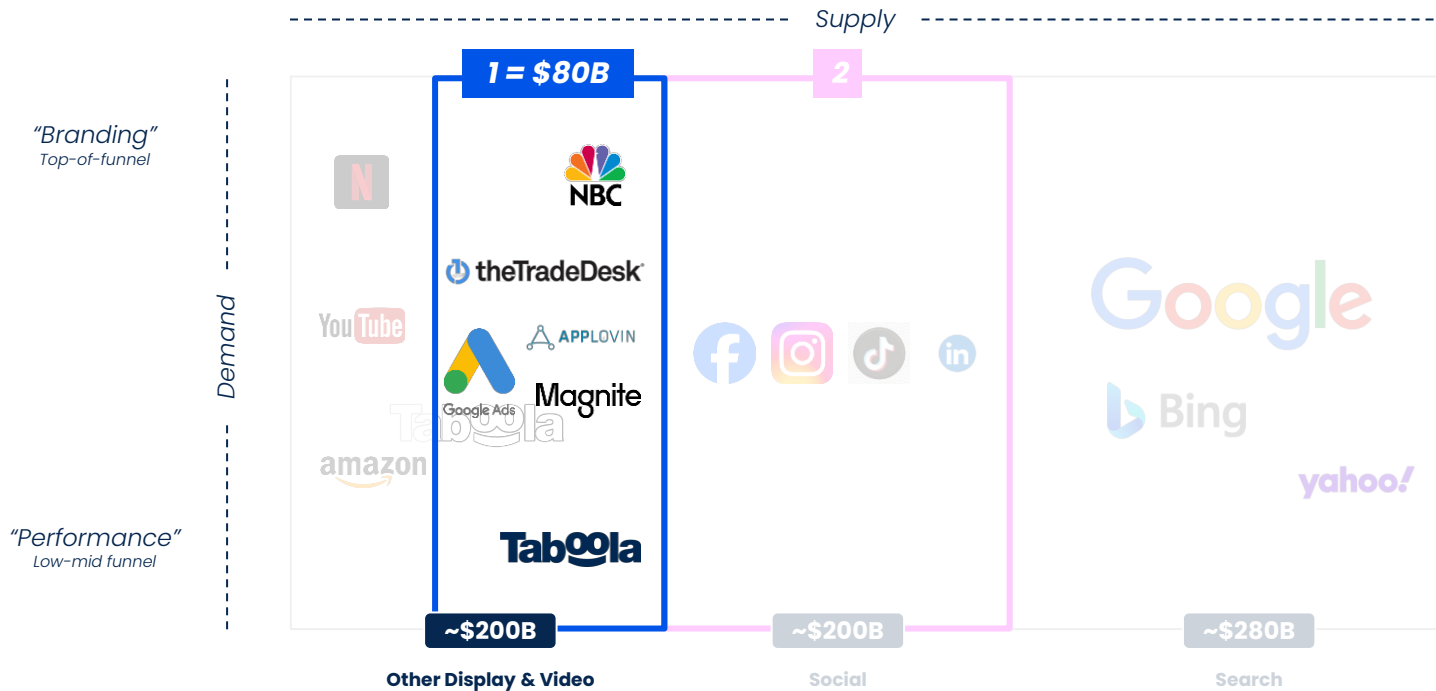 Supply
1 = $80B
2
“Branding”
Top-of-funnel
N
NBC
theTradeDesk
Demand
YouTube
APPLOVIN
Google Ads
Magnite
Taboola
amazon
in
Google
Bing
yahoo!
“Performance”
Low-mid funnel
Taboola
~$200B
~$200B
~$280B
Other Display & Video
Social
Search